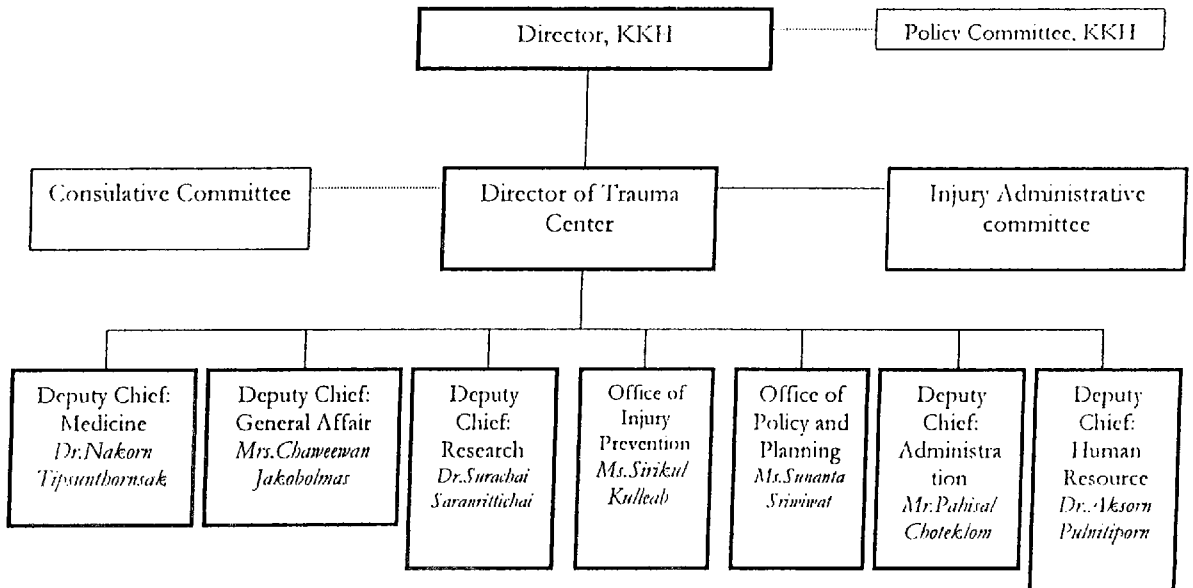 Director, KKH
Policy Committee, KKH
Consulative Committee
Director of Trauma
Center
Injury Administrative
committee
Deputy Chief:
Medicine
Dr.Nakorn
Tipsunthornsak
Deputy Chief:
General Affair
Mrs.Chaweewan
Jakobolmas
Deputy
Chief:
Research
Dr.Surachai
Saranrittichai
Office of
Injury
Prevention
Ms.Sirikul
Kulleab
Office of
Policy and
Planning
Ms.Sunanta
Sriwiwat
Deputy
Chief:
Administra
tion
Mr.Pahisal
Choteklom
Deputy
Chief:
Human
Resource
Dr.Aksorn
Pulnitiporn